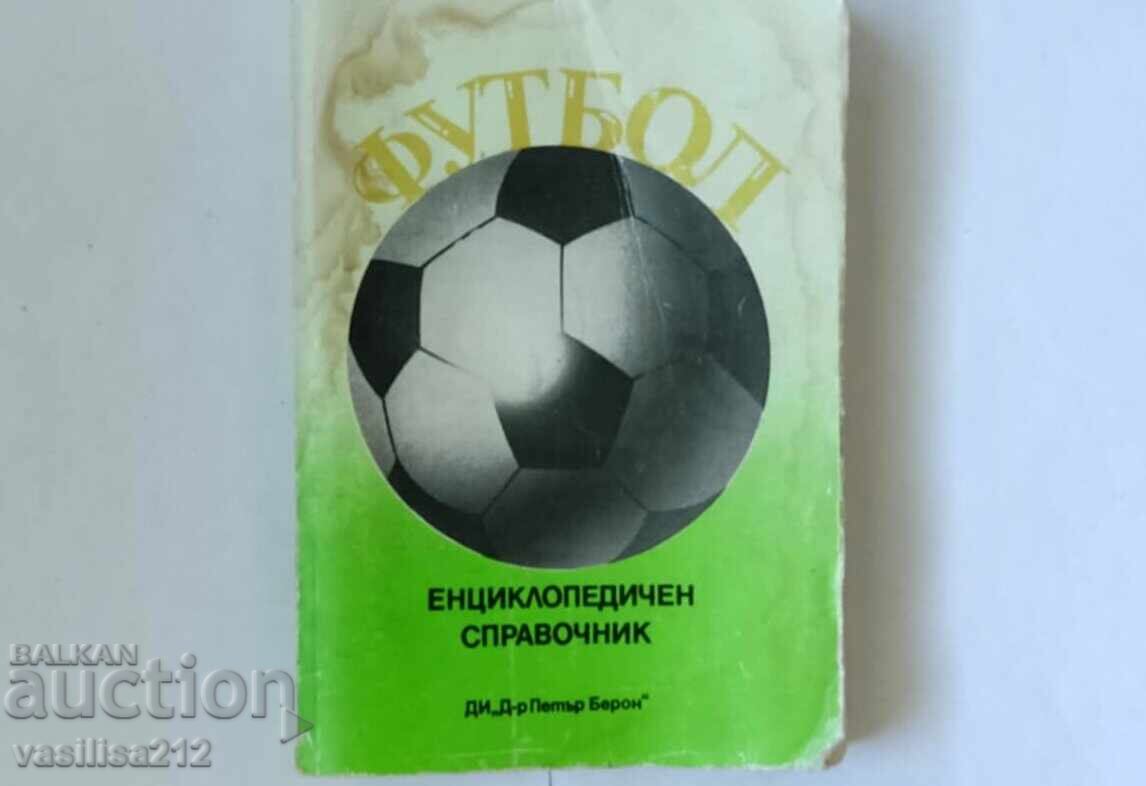 ФУТБОЛ
ЕНЦИКЛОПЕДИЧЕН
СПРАВОЧНИК
ДИ„Д-р Петър Берон“
BALKAN
auction
vasilisa212